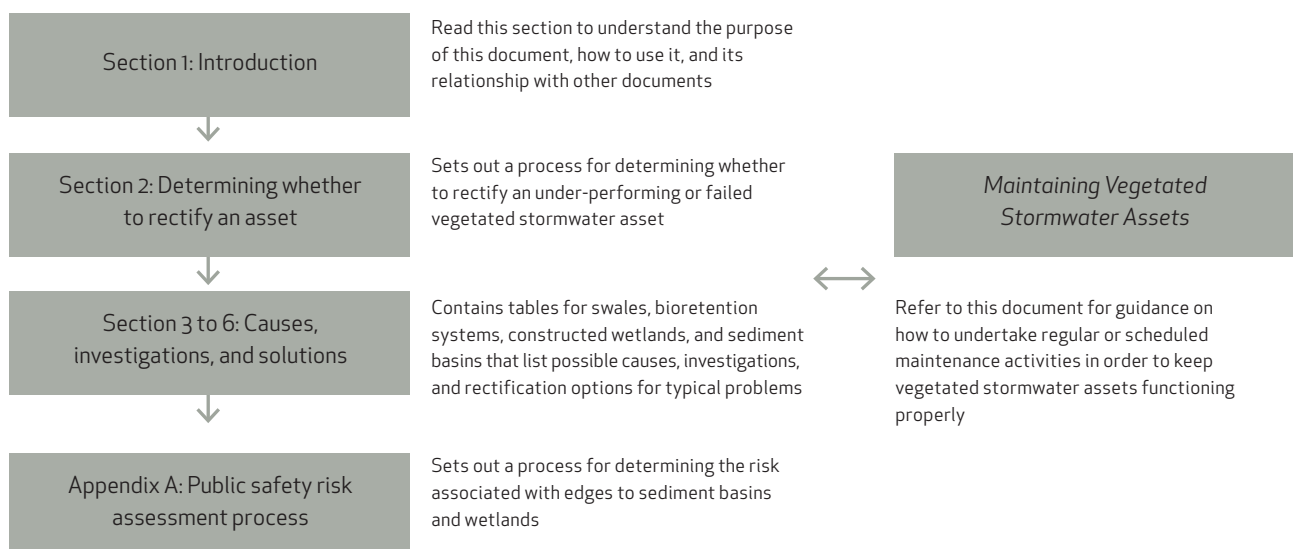 Section 1: Introduction
Read this section to understand the purpose
of this document, how to use it, and its
relationship with other documents
Section 2: Determining whether
to rectify an asset
Sets out a process for determining whether
to rectify an under-performing or failed
vegetated stormwater asset
Maintaining Vegetated
Stormwater Assets
Section 3 to 6: Causes,
investigations, and solutions
Contains tables for swales, bioretention
systems, constructed wetlands, and sediment
basins that list possible causes, investigations,
and rectification options for typical problems
Refer to this document for guidance on
how to undertake regular or scheduled
maintenance activities in order to keep
vegetated stormwater assets functioning
properly
Appendix A: Public safety risk
assessment process
Sets out a process for determining the risk
associated with edges to sediment basins
and wetlands